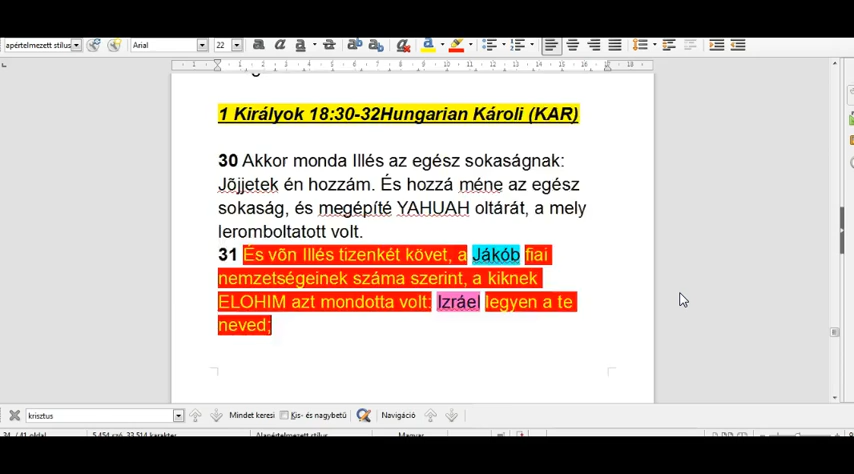 apértelmezett stílus Arial 22
1 Királyok 18:30-32Hungarian Károli (KAR)
30 Akkor monda Illés az egész sokaságnak:
Jõjjetek én hozzám. És hozzá méne az egész
sokaság, és megépíté YAHUAH oltárát, a mely
leromboltatott volt.
31 És võn Illés tizenkét követ, a Jákób fiai
nemzetségeinek száma szerint, a kiknek
ELOHIM azt mondotta volt: Izráel legyen a te
neved;
krisztus Mindet keresi Kis- és nagybetű Navigáció